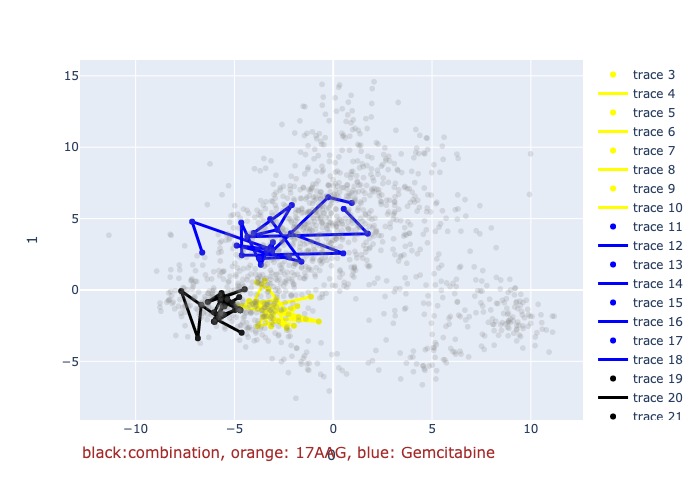 15
10
5
0
−5
−10
−5
0
5
10
1
0
black:combination, orange: 17AAG, blue: Gemcitabine
trace 3
trace 4
trace 5
trace 6
trace 7
trace 8
trace 9
trace 10
trace 11
trace 12
trace 13
trace 14
trace 15
trace 16
trace 17
trace 18
trace 19
trace 20
trace 21